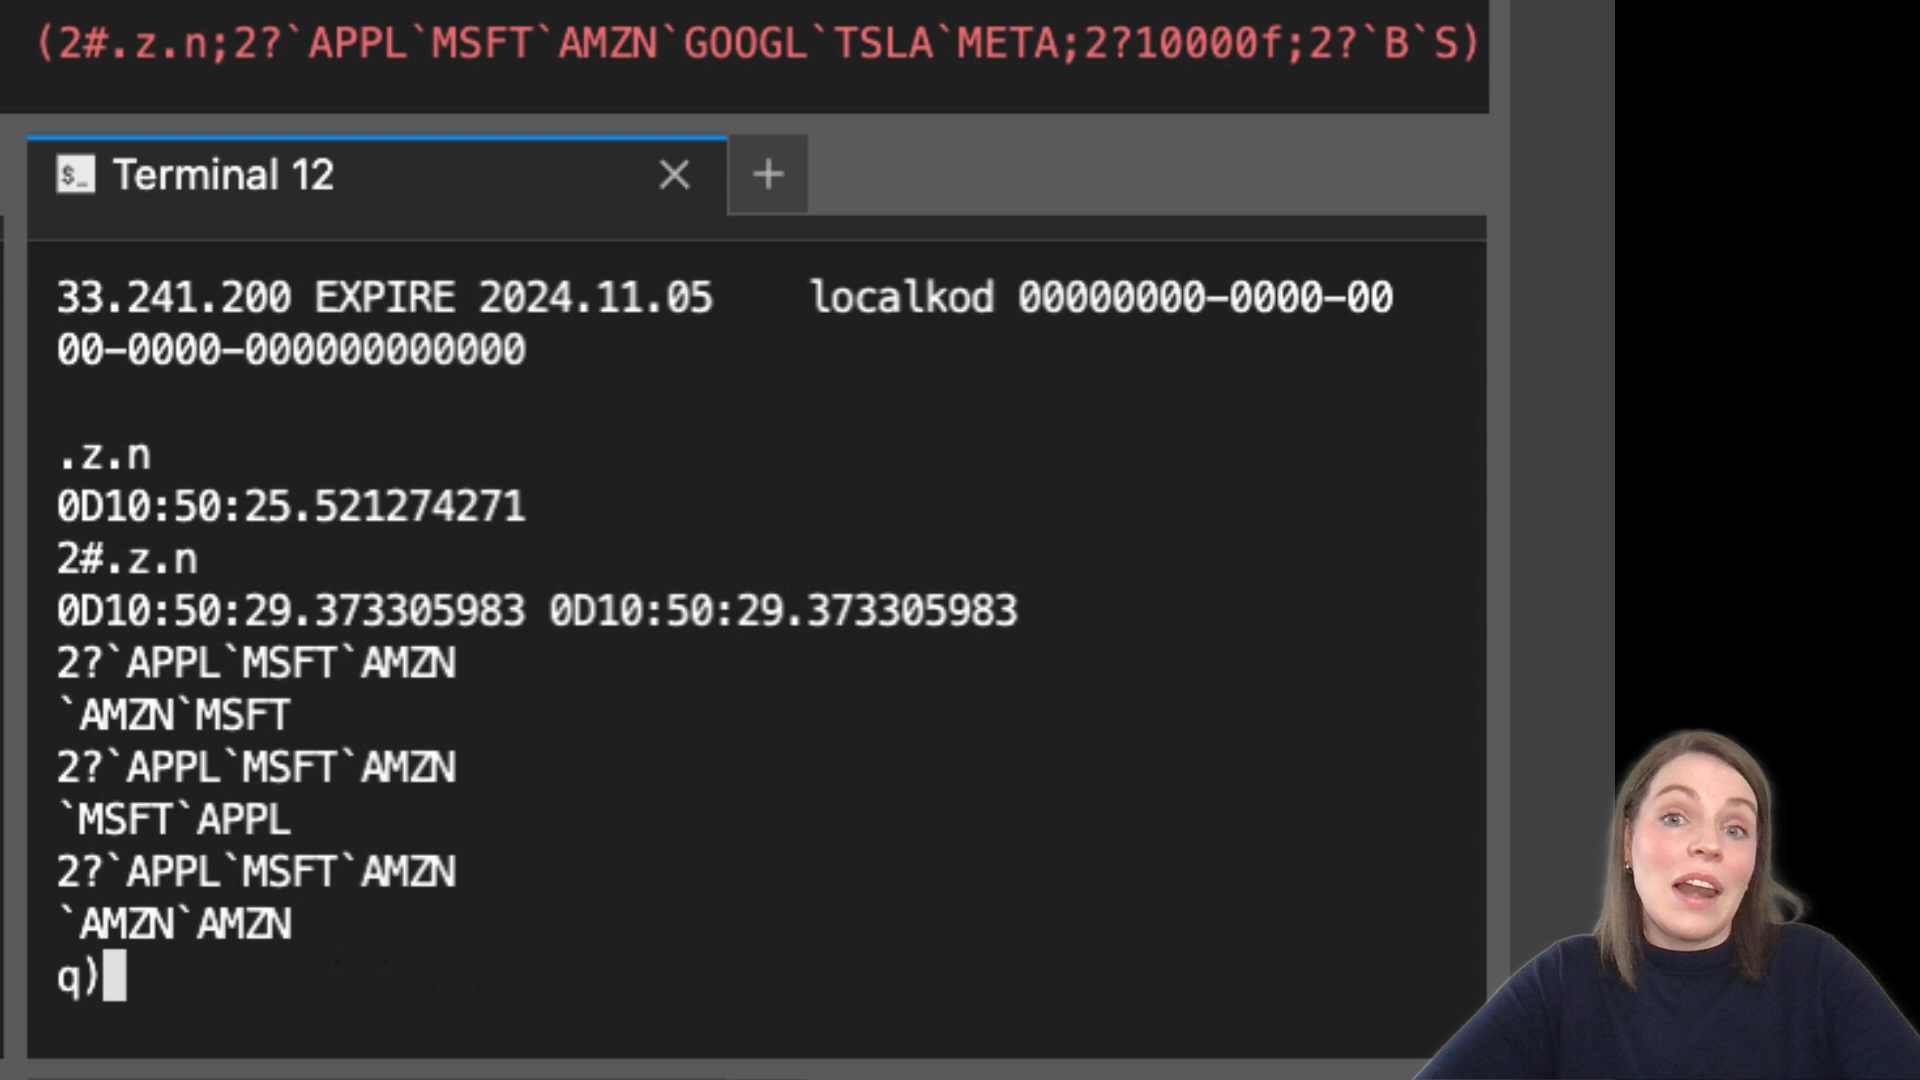 (2#.z.n;2?`APPL`MSFT`AMZN`GOOGL`TSLA`META;2?10000f;2?`B`S)
$_ Terminal 12
33.241.200 EXPIRE 2024.11.05    localkod 00000000-0000-00
00-0000-000000000000
.z.n
0D10:50:25.521274271
2#.z.n
0D10:50:29.373305983 0D10:50:29.373305983
2?`APPL`MSFT`AMZN
`AMZN`MSFT
2?`APPL`MSFT`AMZN
`MSFT`APPL
2?`APPL`MSFT`AMZN
`AMZN`AMZN
q)